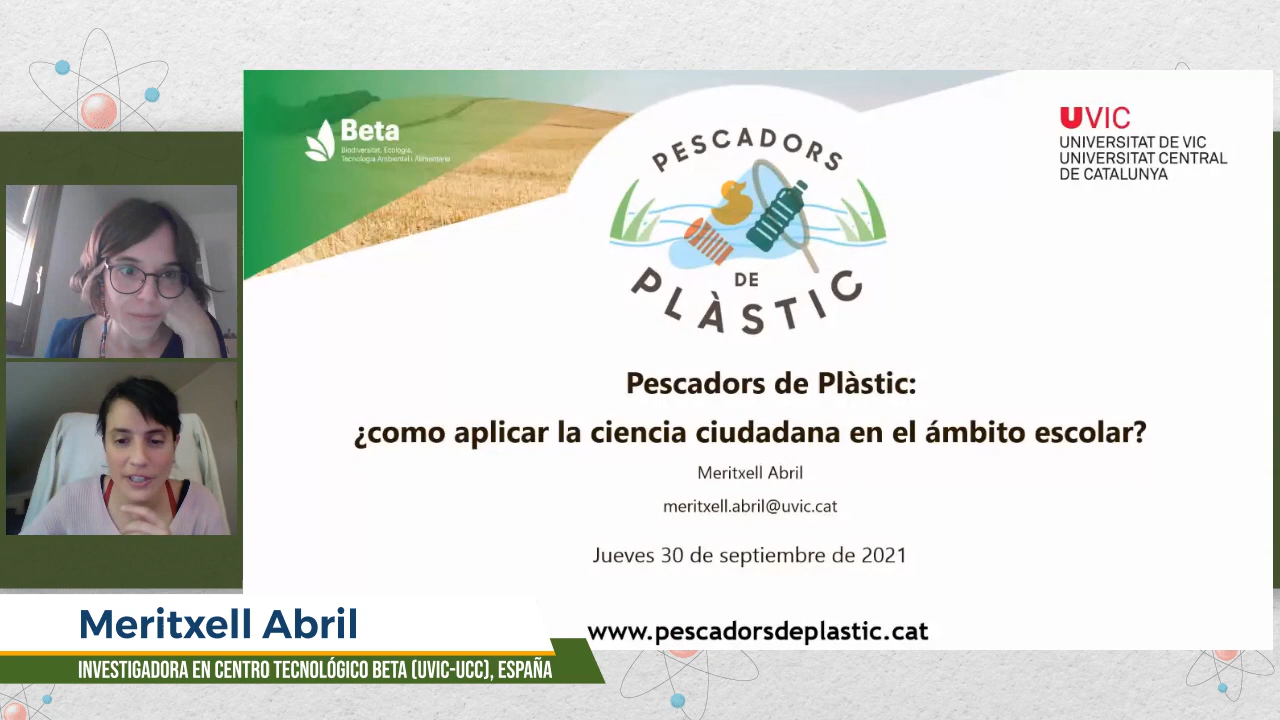 Beta
Biodiversitat, Ecologia,
Tecnologia Ambiental i Alimentària
PESCADORS
DE
PLÀSTIC
UVIC
UNIVERSITAT DE VIC
UNIVERSITAT CENTRAL
DE CATALUNYA
Pescadors de Plàstic:
¿como aplicar la ciencia ciudadana en el ámbito escolar?
Meritxell Abril
meritxell.abril@uvic.cat
Jueves 30 de septiembre de 2021
www.pescadorsdeplastic.cat
Meritxell Abril
INVESTIGADORA EN CENTRO TECNOLÓGICO BETA (UVIC-UCC), ESPAÑA